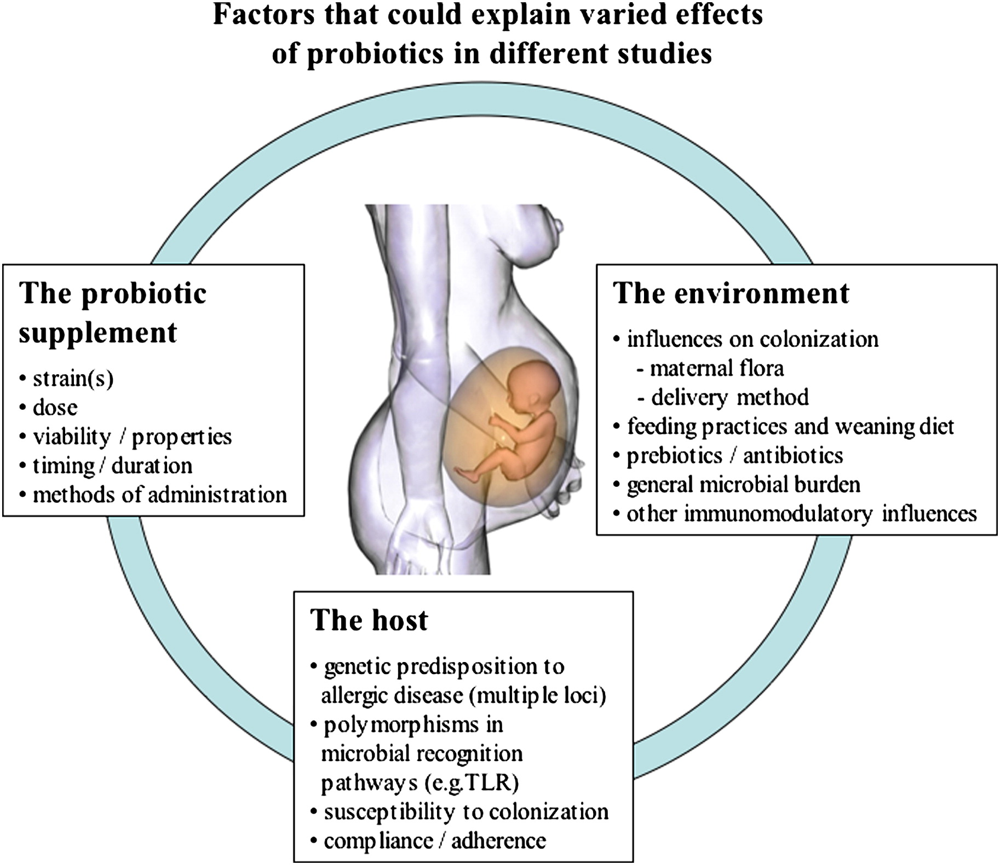 Factors that could explain varied effects
of probiotics in different studies
The probiotic
supplement
• strain(s)
• dose
• viability / properties
• timing / duration
• methods of administration
The environment
• influences on colonization
- maternal flora
- delivery method
• feeding practices and weaning diet
• prebiotics / antibiotics
• general microbial burden
• other immunomodulatory influences
The host
• genetic predisposition to
allergic disease (multiple loci)
• polymorphisms in
microbial recognition
pathways (e.g.TLR)
• susceptibility to colonization
• compliance / adherence